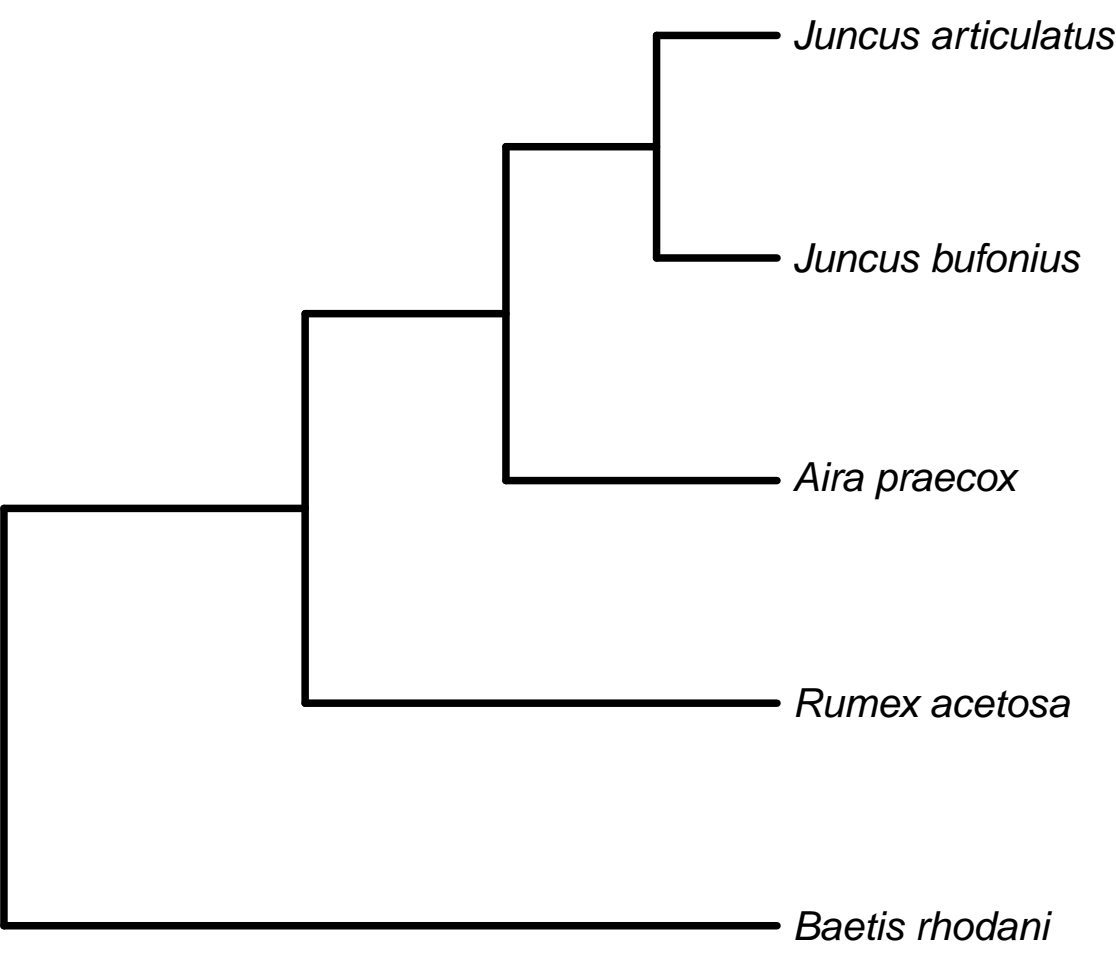 Juncus articulatus
Juncus bufonius
Aira praecox
Rumex acetosa
Baetis rhodani